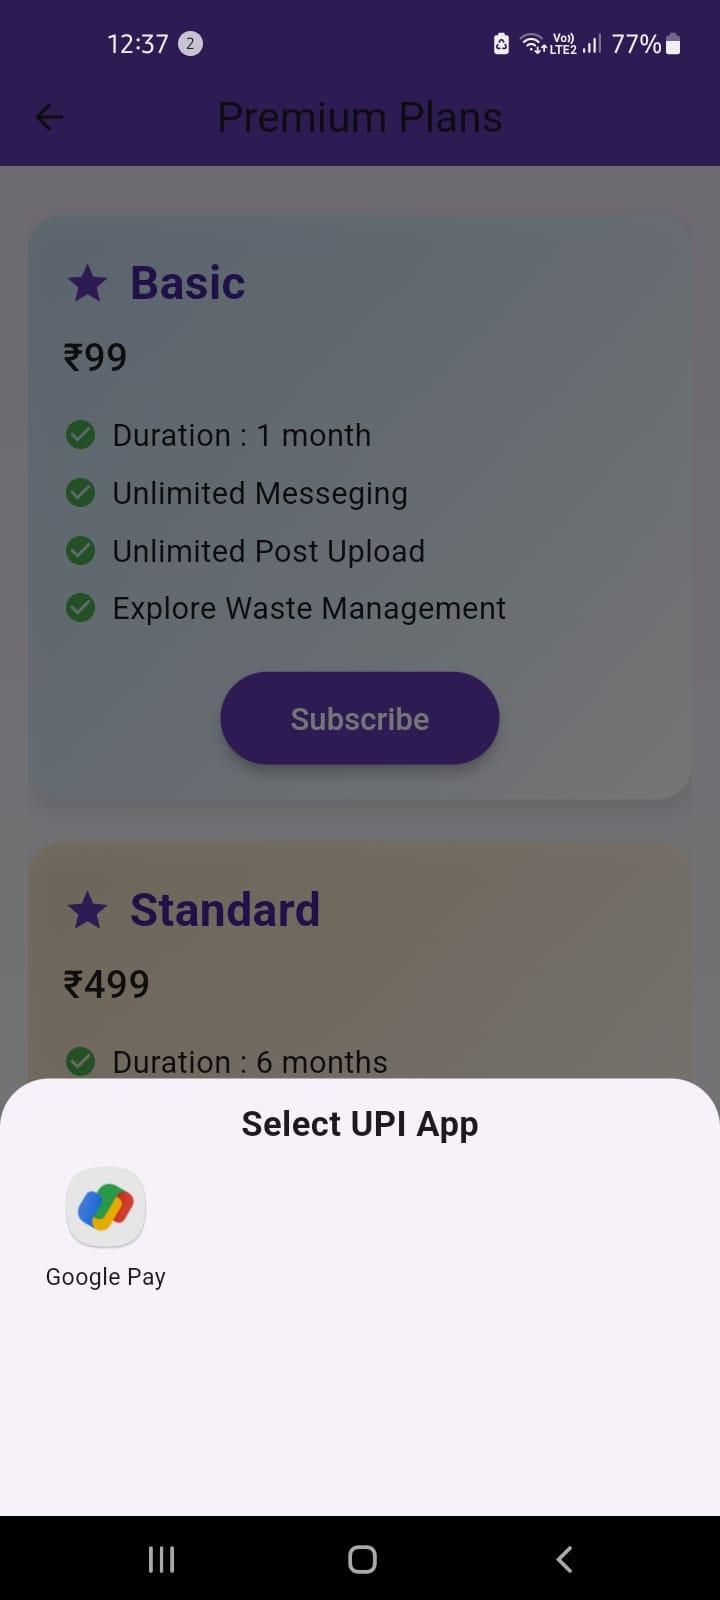 12:37 2 Vo)) LTE2 77%
Premium Plans
Basic
₹99
Duration : 1 month
Unlimited Messeging
Unlimited Post Upload
Explore Waste Management
Subscribe
Standard
₹499
Duration : 6 months
Select UPI App
Google Pay